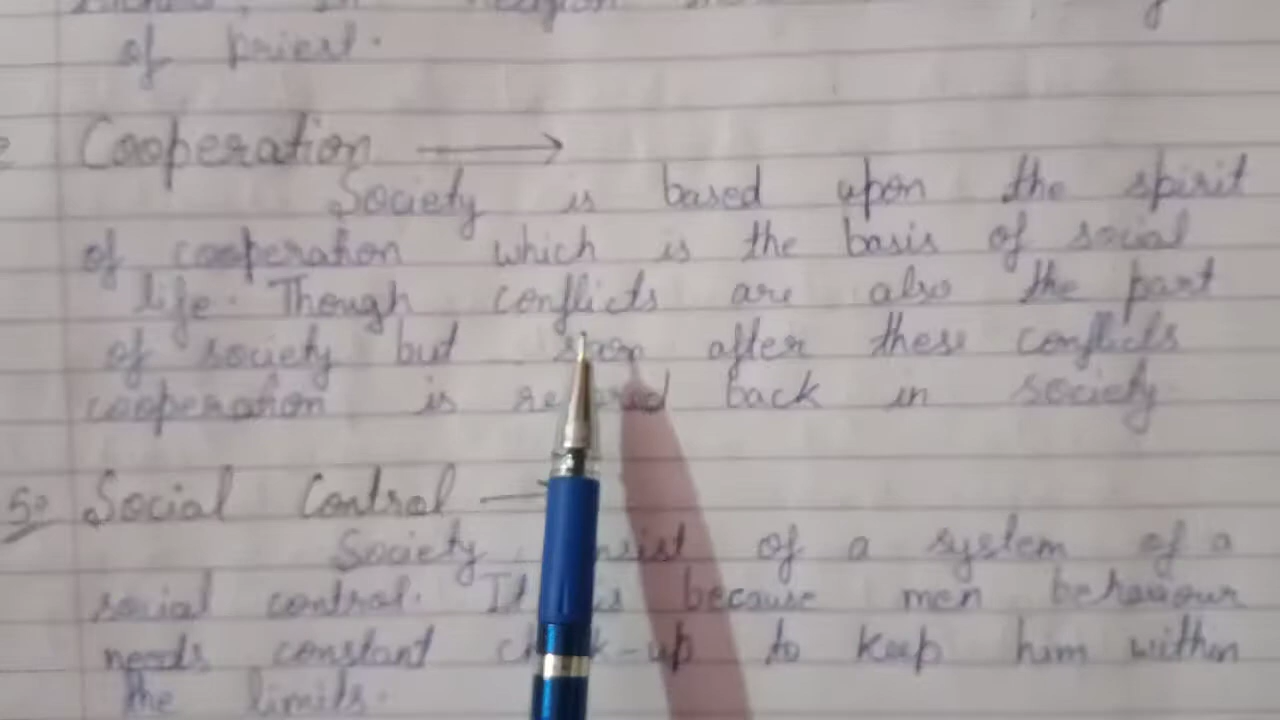 of priest.
Cooperation →
Society is based upon the spirit
of cooperation which is the basis of social
life. Though conflicts are also the part
of society but soon after these conflicts
cooperation is back in society
5. Social Control →
Society of a system of a
social control. It is because men behaviour
needs constant check-up to keep him within
the limits.